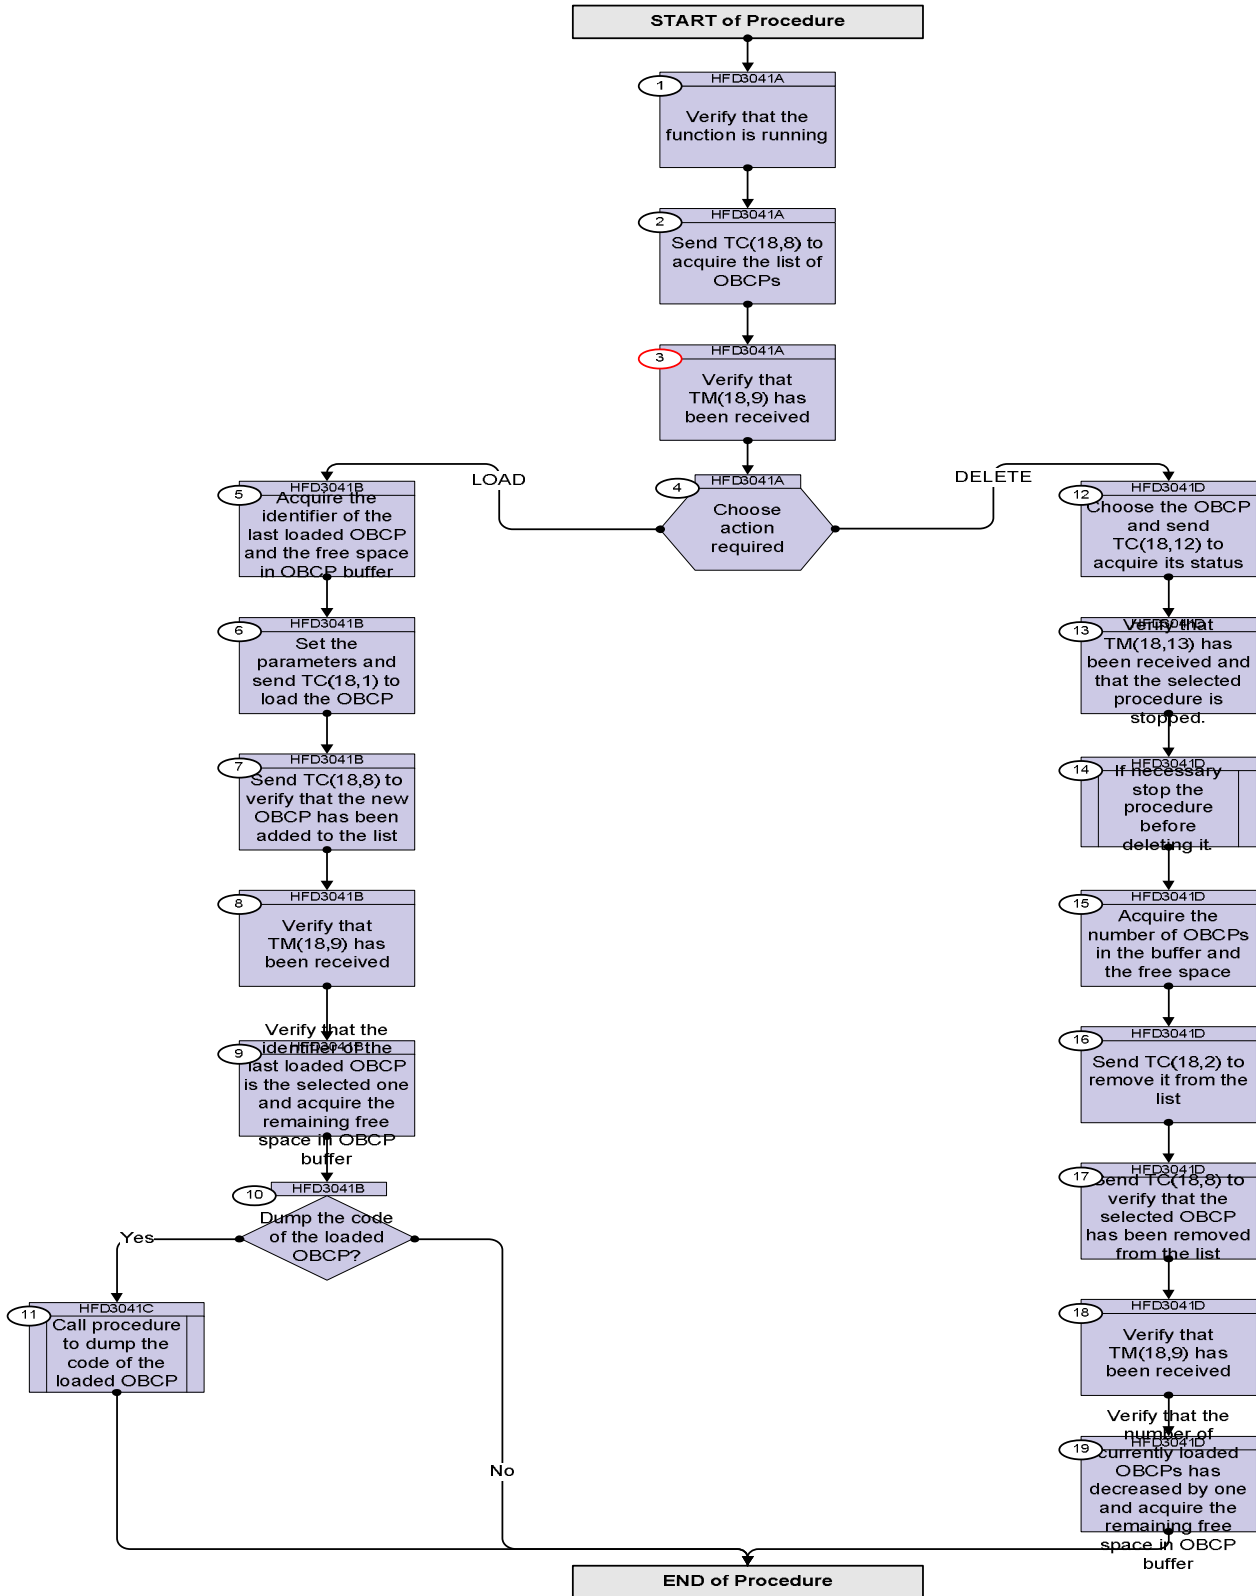 START of Procedure
HFD3041A
1
Verify that the
function is running
HFD3041A
2
Send TC(18,8) to
acquire the list of
OBCPs
HFD3041A
3
Verify that
TM(18,9) has
been received
HFD3041A
4
Choose
action
required
LOAD
DELETE
HFD3041B
5
Acquire the
identifier of the
last loaded OBCP
and the free space
in OBCP buffer
HFD3041B
6
Set the
parameters and
send TC(18,1) to
load the OBCP
HFD3041B
7
Send TC(18,8) to
verify that the new
OBCP has been
added to the list
HFD3041B
8
Verify that
TM(18,9) has
been received
HFD3041B
9
Verify that the
identifier of the
last loaded OBCP
is the selected one
and acquire the
remaining free
space in OBCP
buffer
HFD3041B
10
Dump the code
of the loaded
OBCP?
Yes
No
HFD3041C
11
Call procedure
to dump the
code of the
loaded OBCP
HFD3041D
12
Choose the OBCP
and send
TC(18,12) to
acquire its status
HFD3041D
13
Verify that
TM(18,13) has
been received and
that the selected
procedure is
stopped.
HFD3041D
14
If necessary
stop the
procedure
before
deleting it.
HFD3041D
15
Acquire the
number of OBCPs
in the buffer and
the free space
HFD3041D
16
Send TC(18,2) to
remove it from the
list
HFD3041D
17
Send TC(18,8) to
verify that the
selected OBCP
has been removed
from the list
HFD3041D
18
Verify that
TM(18,9) has
been received
HFD3041D
19
Verify that the
number of
currently loaded
OBCPs has
decreased by one
and acquire the
remaining free
space in OBCP
buffer
END of Procedure